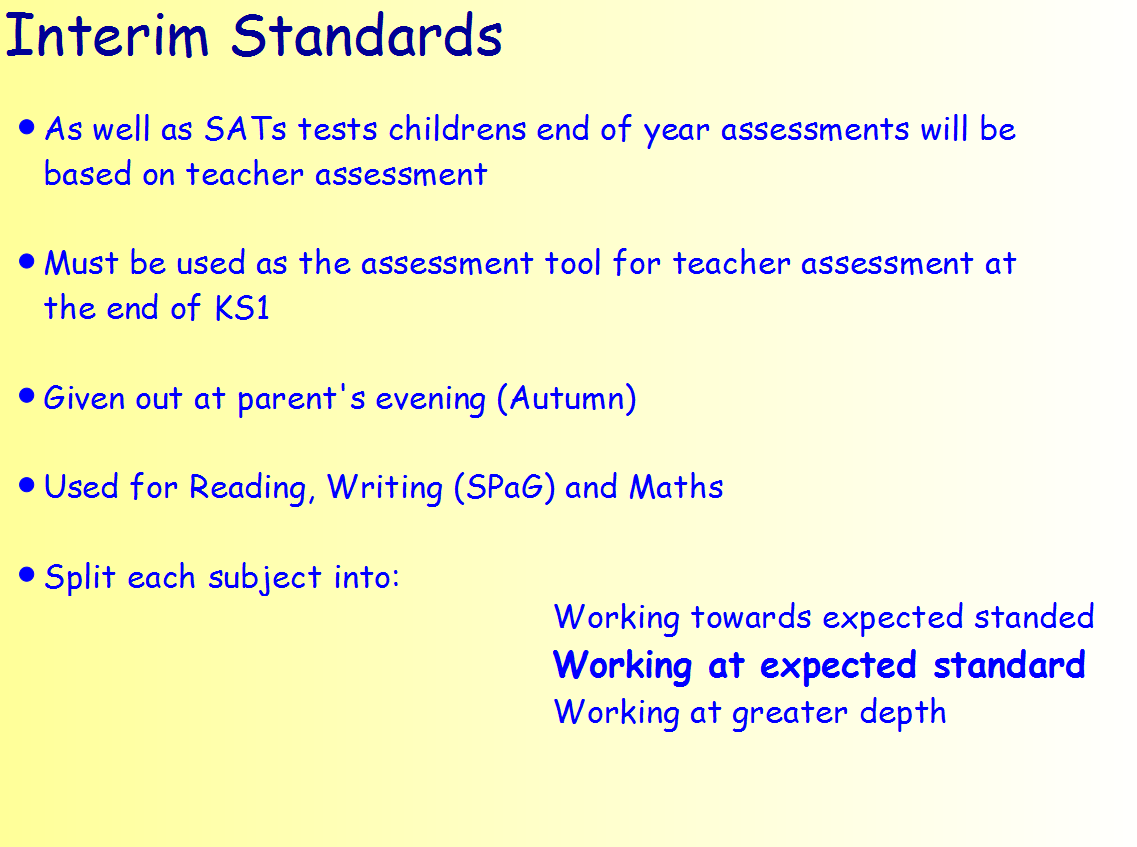 Interim Standards
• As well as SATs tests childrens end of year assessments will be
based on teacher assessment
• Must be used as the assessment tool for teacher assessment at
the end of KS1
• Given out at parent's evening (Autumn)
• Used for Reading, Writing (SPaG) and Maths
• Split each subject into:
Working towards expected standed
Working at expected standard
Working at greater depth